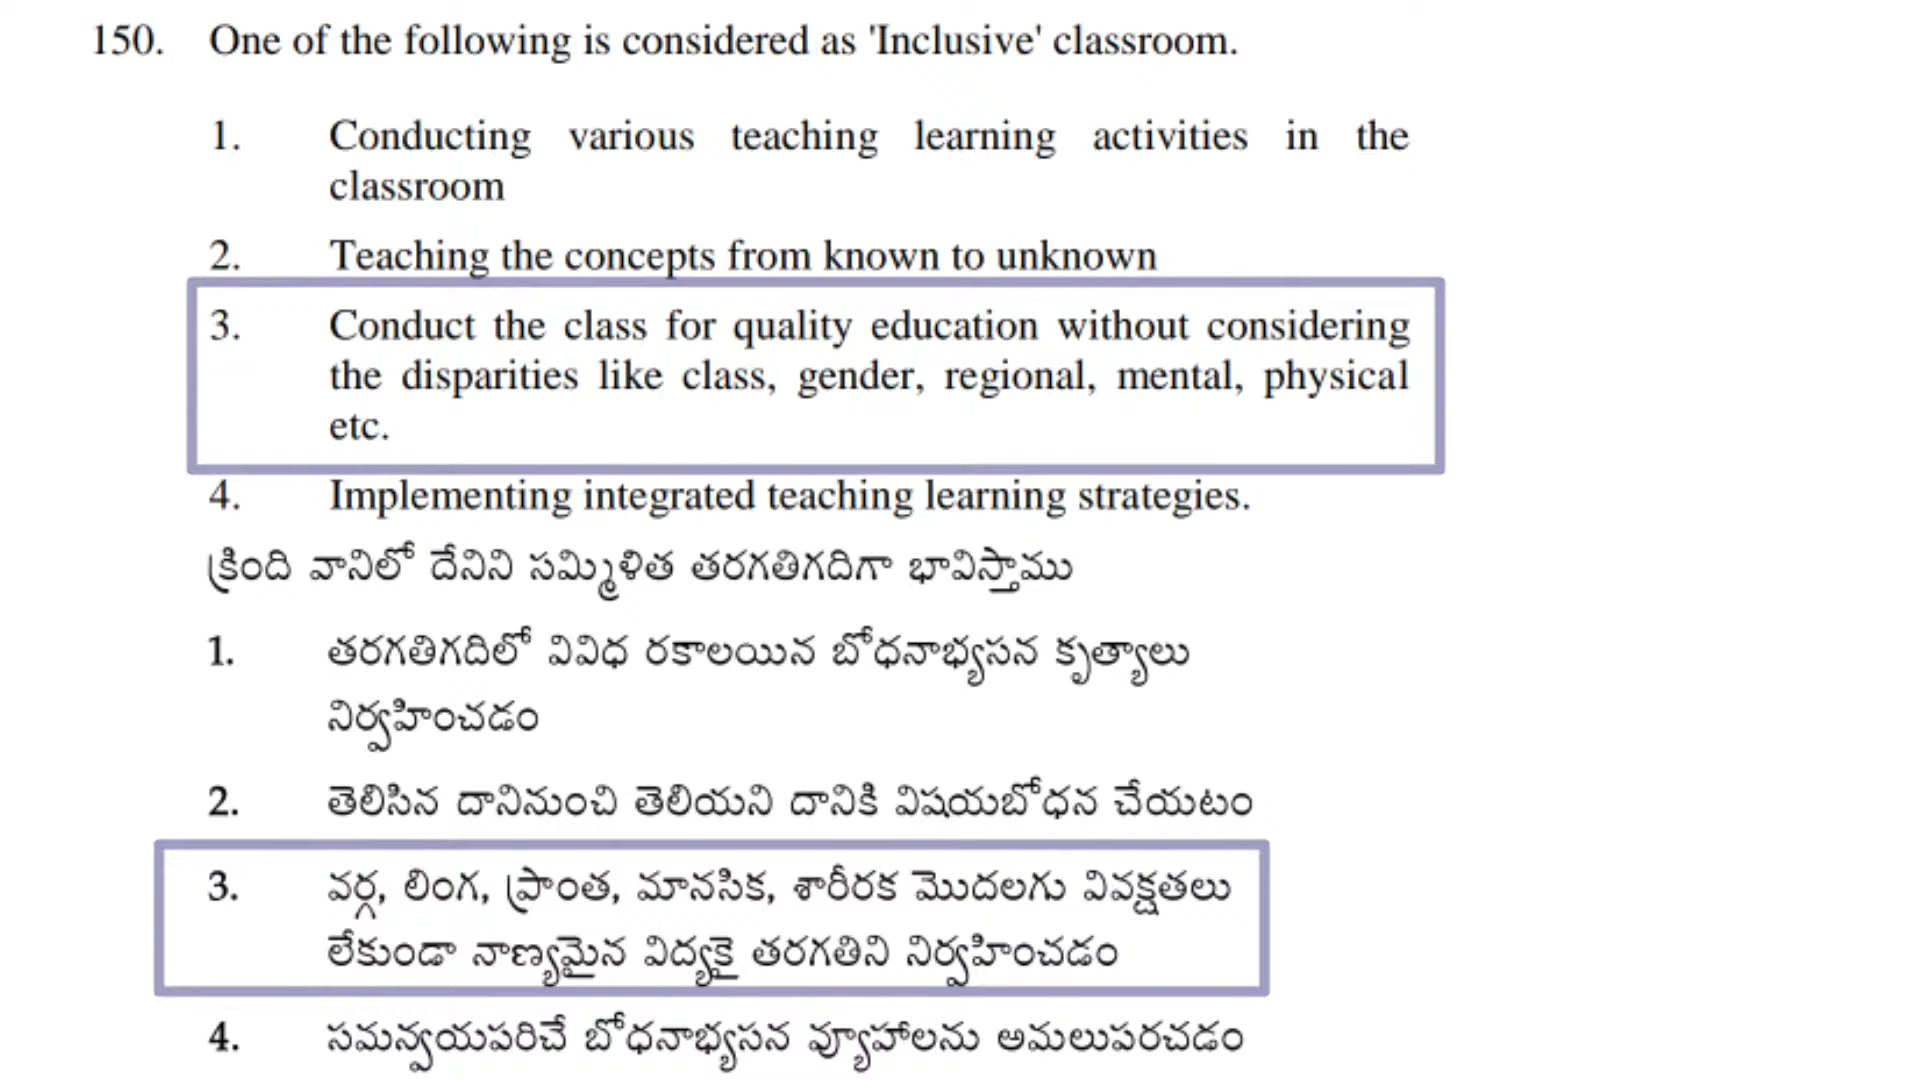 150. One of the following is considered as 'Inclusive' classroom.
1. Conducting various teaching learning activities in the
classroom
2. Teaching the concepts from known to unknown
3. Conduct the class for quality education without considering
the disparities like class, gender, regional, mental, physical
etc.
4. Implementing integrated teaching learning strategies.
క్రింది వానిలో దేనిని సమ్మిళిత తరగతిగదిగా భావిస్తాము
1. తరగతిగదిలో వివిధ రకాలయిన బోధనాభ్యసన కృత్యాలు
నిర్వహించడం
2. తెలిసిన దానినుంచి తెలియని దానికి విషయబోధన చేయటం
3. వర్గ, లింగ, ప్రాంత, మానసిక, శారీరక మొదలగు వివక్షతలు
లేకుండా నాణ్యమైన విద్యకై తరగతిని నిర్వహించడం
4. సమన్వయపరిచే బోధనాభ్యసన వ్యూహాలను అమలుపరచడం